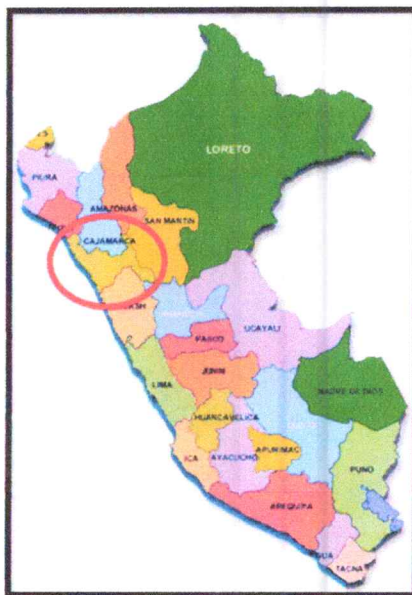 LORETO
PIURA
AMAZONAS
SAN MARTIN
CAJAMARCA
UCAYALI
PASCO
JUNIN
LIMA
MADRE DE DIOS
HUANCAVELICA
ICA
AYACUCHO
APURIMAC
PUNO
AREQUIPA
TACNA